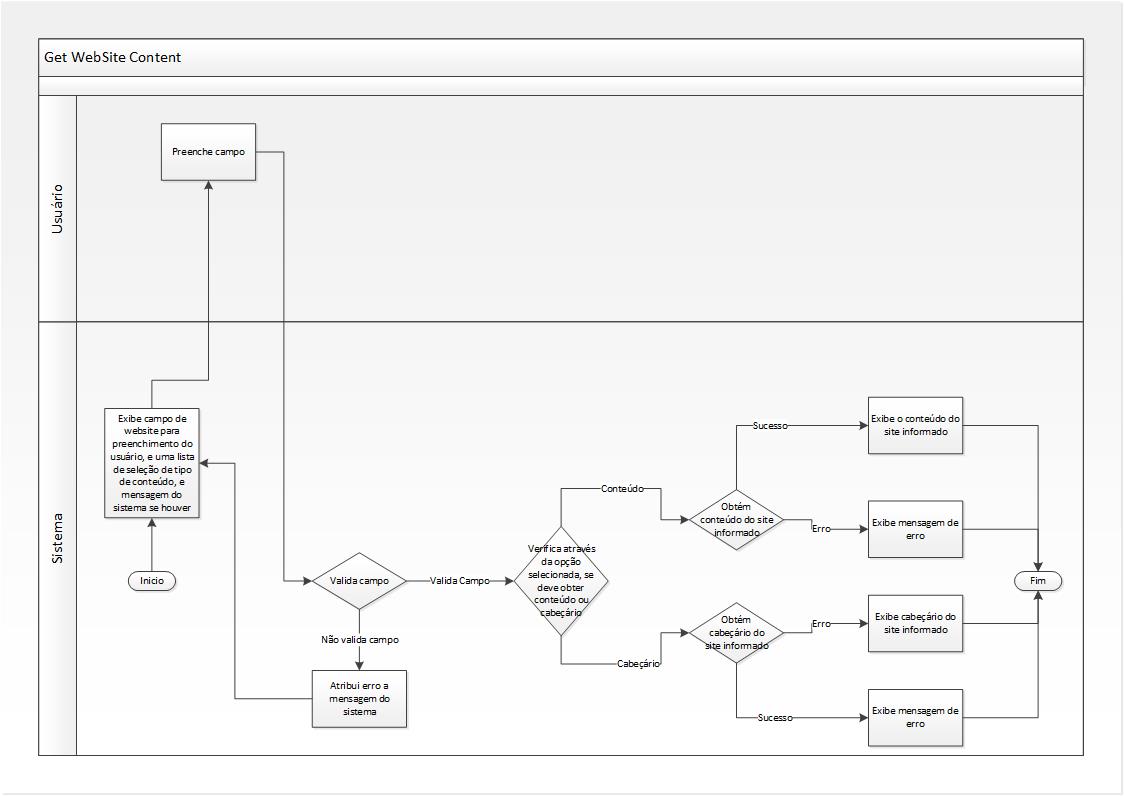 Get WebSite Content
Usuário
Preenche campo
Sistema
Exibe campo de
website para
preenchimento do
usuário, e uma lista
de seleção de tipo
de conteúdo, e
mensagem do
sistema se houver
Inicio
Valida campo
Valida Campo
Não valida campo
Atribui erro a
mensagem do
sistema
Verifica através
da opção
selecionada, se
deve obter
conteúdo ou
cabeçário
Conteúdo
Cabeçário
Obtém
conteúdo do site
informado
Sucesso
Erro
Exibe o conteúdo do
site informado
Exibe mensagem de
erro
Obtém
cabeçário do
site informado
Erro
Sucesso
Exibe cabeçário do
site informado
Exibe mensagem de
erro
Fim